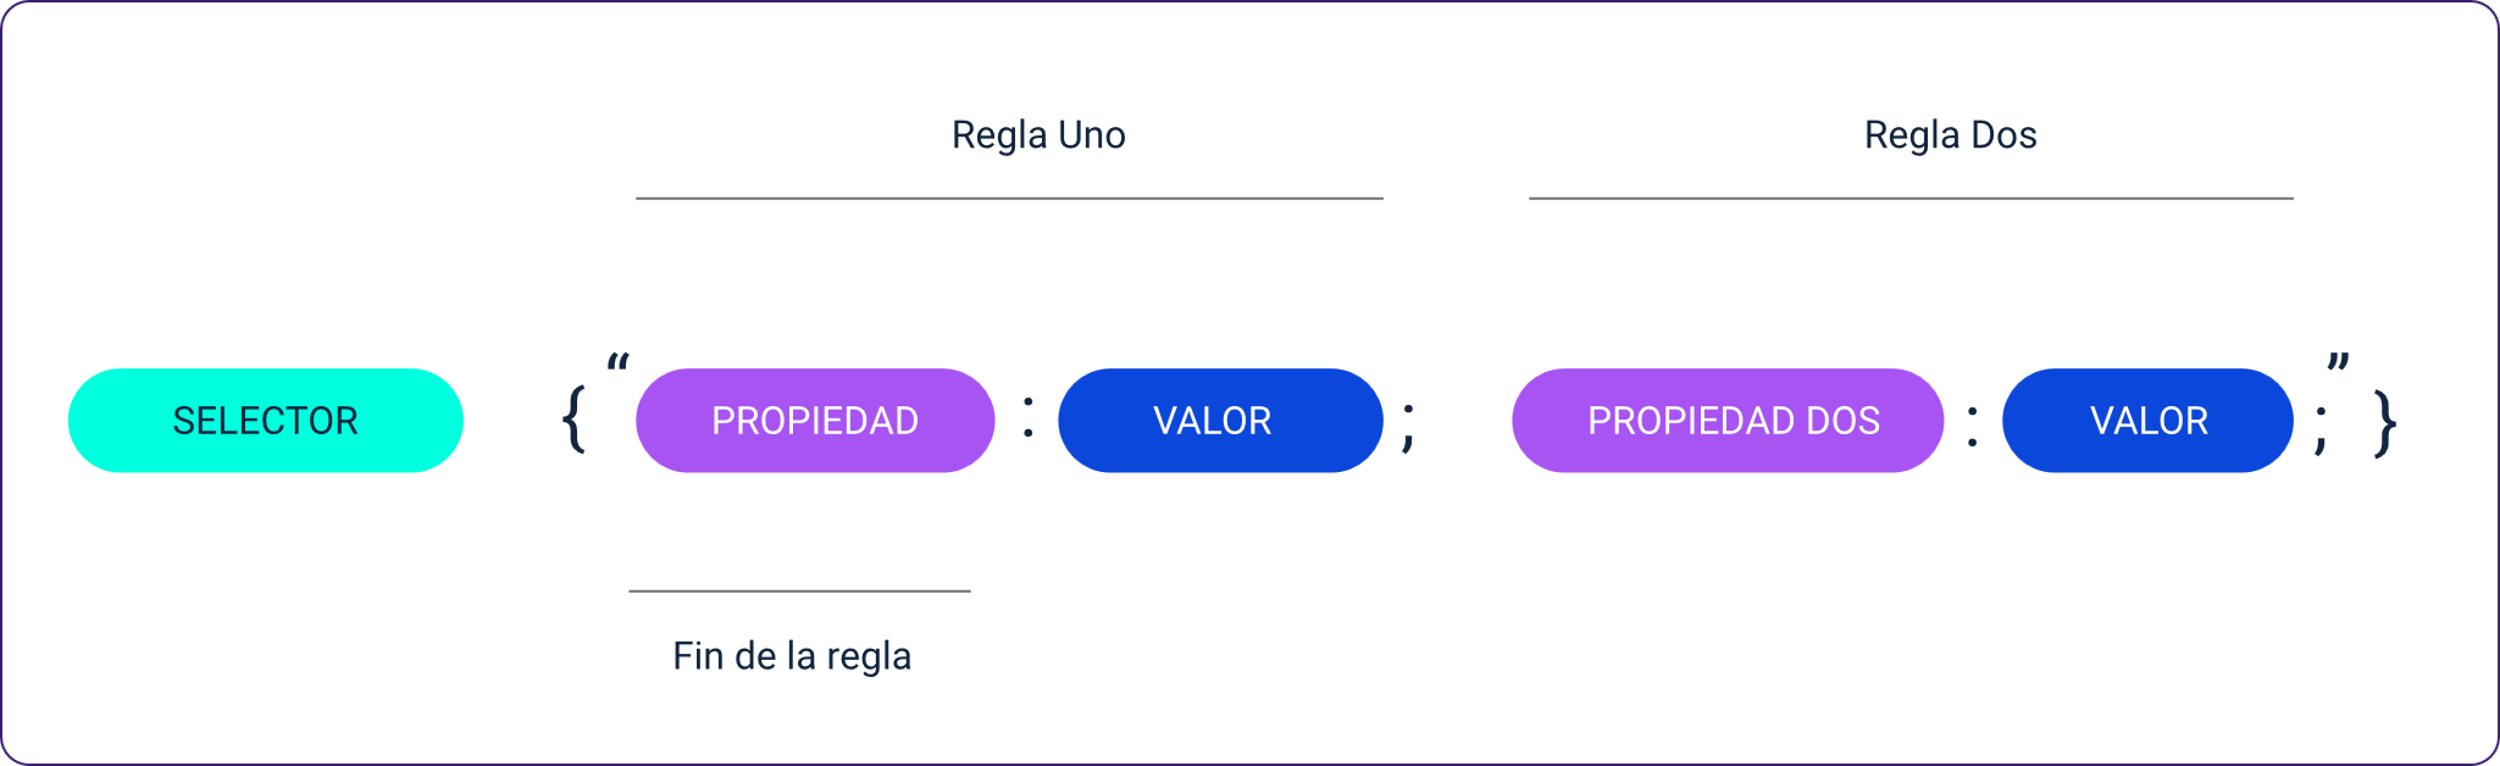 Regla Uno
Regla Dos
SELECTOR { “ PROPIEDAD : VALOR ; PROPIEDAD DOS : VALOR ; ” }
Fin de la regla